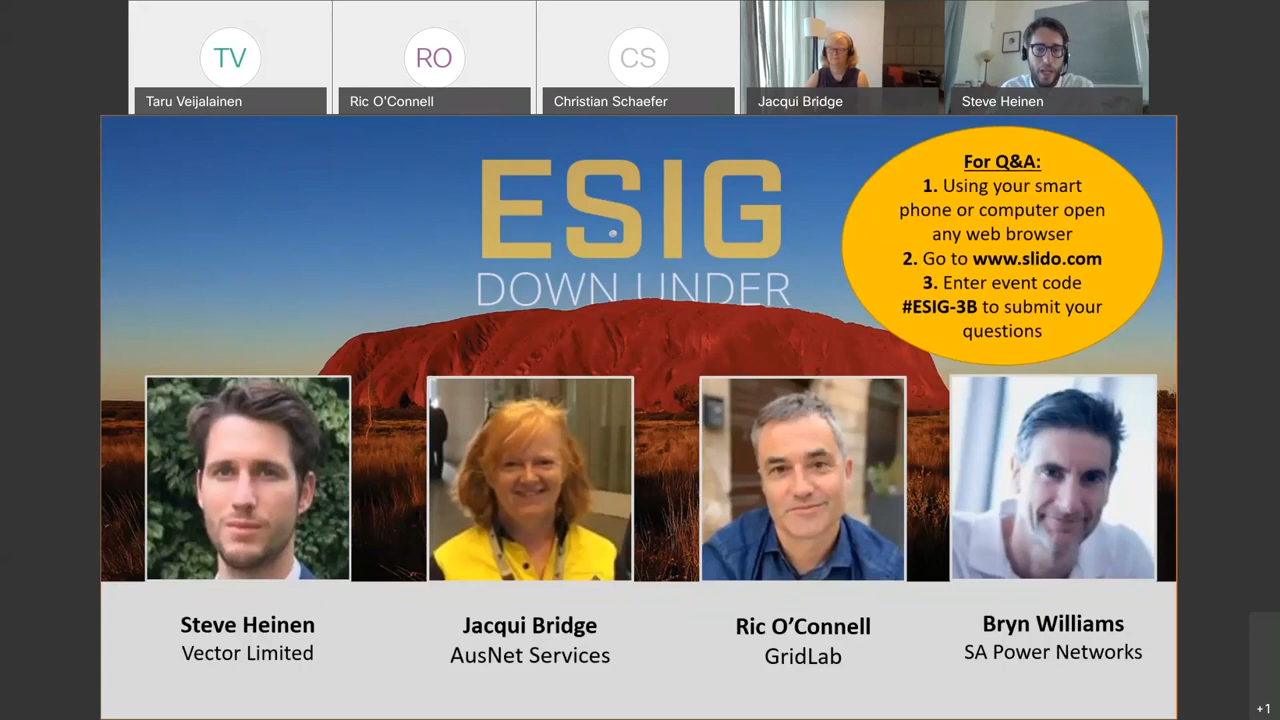 TV
RO
CS
Taru Veijalainen
Ric O'Connell
Christian Schaefer
Jacqui Bridge
Steve Heinen
ESIG
DOWN UNDER
For Q&A:
1. Using your smart
phone or computer open
any web browser
2. Go to www.slido.com
3. Enter event code
#ESIG-3B to submit your
questions
Steve Heinen
Vector Limited
Jacqui Bridge
AusNet Services
Ric O’Connell
GridLab
Bryn Williams
SA Power Networks
+1